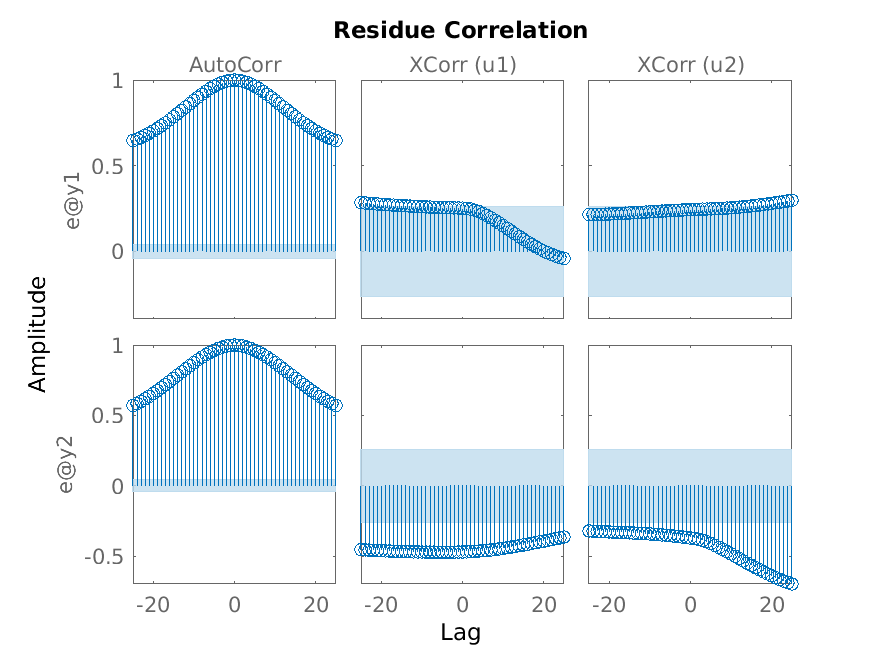 Residue Correlation
AutoCorr XCorr (u1) XCorr (u2)
1
0.5
0
e@y1
Amplitude
1
0.5
0
-0.5
e@y2
-20 0 20 -20 0 20 -20 0 20
Lag